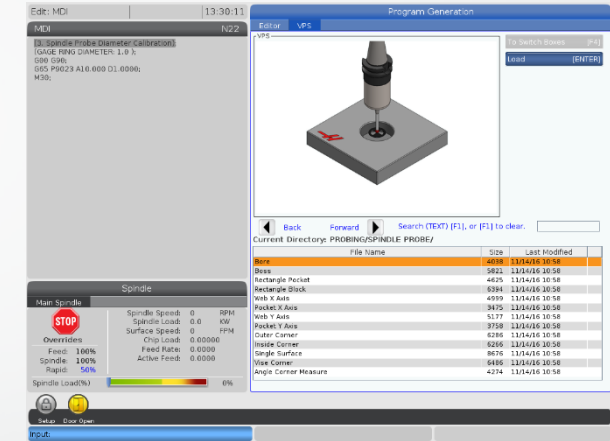 Edit: MDI
13:30:11
Program Generation
MDI
N22
Editor
VPS
(3. Spindle Probe Diameter Calibration)
(GAGE RING DIAMETER: 1.0 );
G00 G90;
G65 P9023 A10.000 D1.0000;
M30;
VPS
To Switch Boxes [F4]
Load [ENTER]
Back
Forward
Search (TEXT) [F1], or [F1] to clear.
Current Directory: PROBING/SPINDLE PROBE/
File Name Size Last Modified
Bore 4038 11/14/16 10:58
Boss 5821 11/14/16 10:58
Rectangle Pocket 4625 11/14/16 10:58
Rectangle Block 6394 11/14/16 10:58
Web X Axis 4999 11/14/16 10:58
Pocket X Axis 3475 11/14/16 10:58
Web Y Axis 5177 11/14/16 10:58
Pocket Y Axis 3758 11/14/16 10:58
Outer Corner 6286 11/14/16 10:58
Inside Corner 6266 11/14/16 10:58
Single Surface 8676 11/14/16 10:58
Vise Corner 6486 11/14/16 10:58
Angle Corner Measure 4274 11/14/16 10:58
Spindle
Main Spindle
STOP
Overrides
Feed: 100%
Spindle: 100%
Rapid: 50%
Spindle Speed: 0 RPM
Spindle Load: 0.0 KW
Surface Speed: 0 FPM
Chip Load: 0.00000
Feed Rate: 0.0000
Active Feed: 0.0000
Spindle Load(%) 0%
Setup
Door Open
Input: